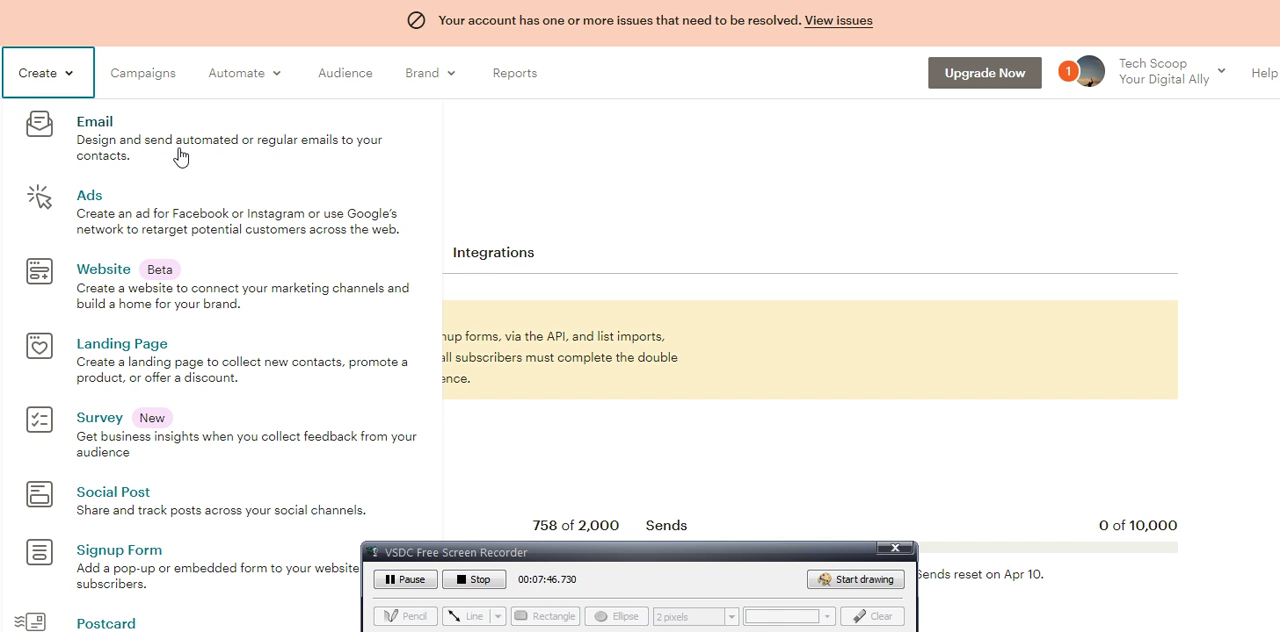 Your account has one or more issues that need to be resolved. View issues
Create Campaigns Automate Audience Brand Reports Upgrade Now 1 Tech Scoop Help
Your Digital Ally
Email
Design and send automated or regular emails to your
contacts.
Ads
Create an ad for Facebook or Instagram or use Google's
network to retarget potential customers across the web.
Integrations
Website Beta
Create a website to connect your marketing channels and
build a home for your brand.
nup forms, via the API, and list imports,
all subscribers must complete the double
ence.
Landing Page
Create a landing page to collect new contacts, promote a
product, or offer a discount.
Survey New
Get business insights when you collect feedback from your
audience
Social Post
Share and track posts across your social channels.
758 of 2,000 Sends 0 of 10,000
Sends reset on Apr 10.
Signup Form
Add a pop-up or embedded form to your website
subscribers.
Postcard
VSDC Free Screen Recorder X
Pause Stop 00:07:46.730 Start drawing
Pencil Line Rectangle Ellipse 2 pixels Clear